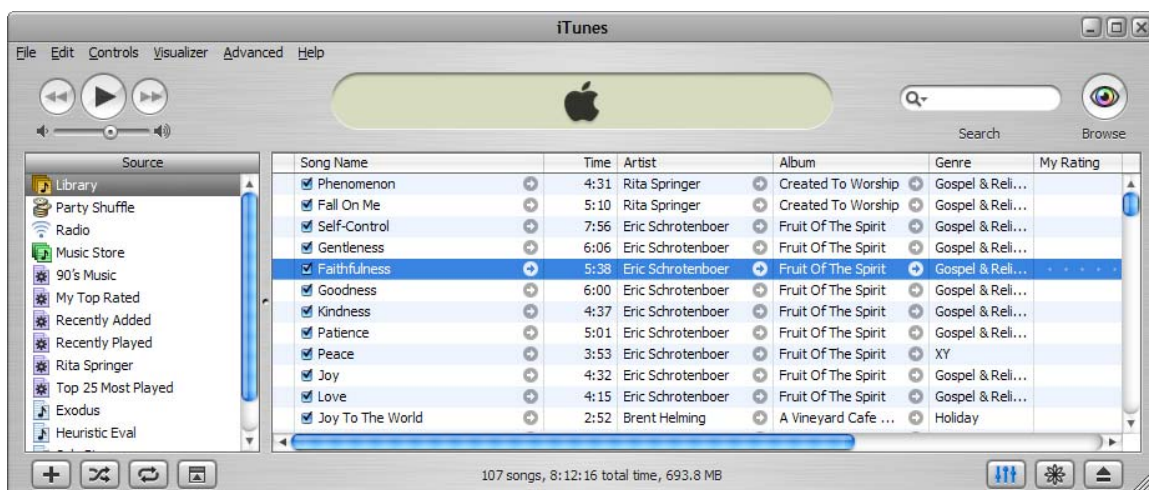 iTunes
File Edit Controls Visualizer Advanced Help
Search Browse
Source
Library
Party Shuffle
Radio
Music Store
90's Music
My Top Rated
Recently Added
Recently Played
Rita Springer
Top 25 Most Played
Exodus
Heuristic Eval
Song Name Time Artist Album Genre My Rating
Phenomenon 4:31 Rita Springer Created To Worship Gospel & Reli...
Fall On Me 5:10 Rita Springer Created To Worship Gospel & Reli...
Self-Control 7:56 Eric Schrotenboer Fruit Of The Spirit Gospel & Reli...
Gentleness 6:06 Eric Schrotenboer Fruit Of The Spirit Gospel & Reli...
Faithfulness 5:38 Eric Schrotenboer Fruit Of The Spirit Gospel & Reli...
Goodness 6:00 Eric Schrotenboer Fruit Of The Spirit Gospel & Reli...
Kindness 4:37 Eric Schrotenboer Fruit Of The Spirit Gospel & Reli...
Patience 5:01 Eric Schrotenboer Fruit Of The Spirit Gospel & Reli...
Peace 3:53 Eric Schrotenboer Fruit Of The Spirit XY
Joy 4:32 Eric Schrotenboer Fruit Of The Spirit Gospel & Reli...
Love 4:15 Eric Schrotenboer Fruit Of The Spirit Gospel & Reli...
Joy To The World 2:52 Brent Helming A Vineyard Cafe ... Holiday
107 songs, 8:12:16 total time, 693.8 MB